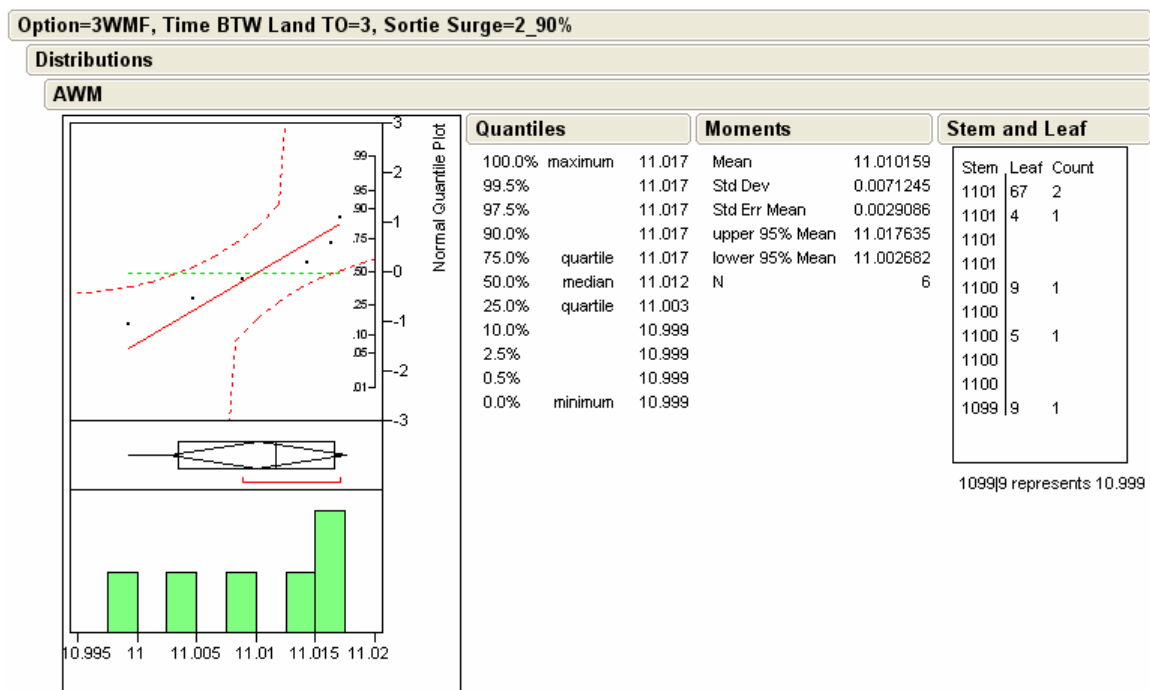 Option=3WMF, Time BTW Land TO=3, Sortie Surge=2_90%
Distributions
AWM
3
2
1
0
-1
-2
-3
.99
.95
.90
.75
.50
.25
.10
.05
.01
Normal Quantile Plot
10.995 11 11.005 11.01 11.015 11.02
Quantiles
100.0% maximum 11.017
99.5% 11.017
97.5% 11.017
90.0% 11.017
75.0% quartile 11.017
50.0% median 11.012
25.0% quartile 11.003
10.0% 10.999
2.5% 10.999
0.5% 10.999
0.0% minimum 10.999
Moments
Mean 11.010159
Std Dev 0.0071245
Std Err Mean 0.0029086
upper 95% Mean 11.017635
lower 95% Mean 11.002682
N 6
Stem and Leaf
Stem Leaf Count
1101 67 2
1101 4 1
1101
1101
1100 9 1
1100
1100 5 1
1100
1100
1099 9 1
1099|9 represents 10.999